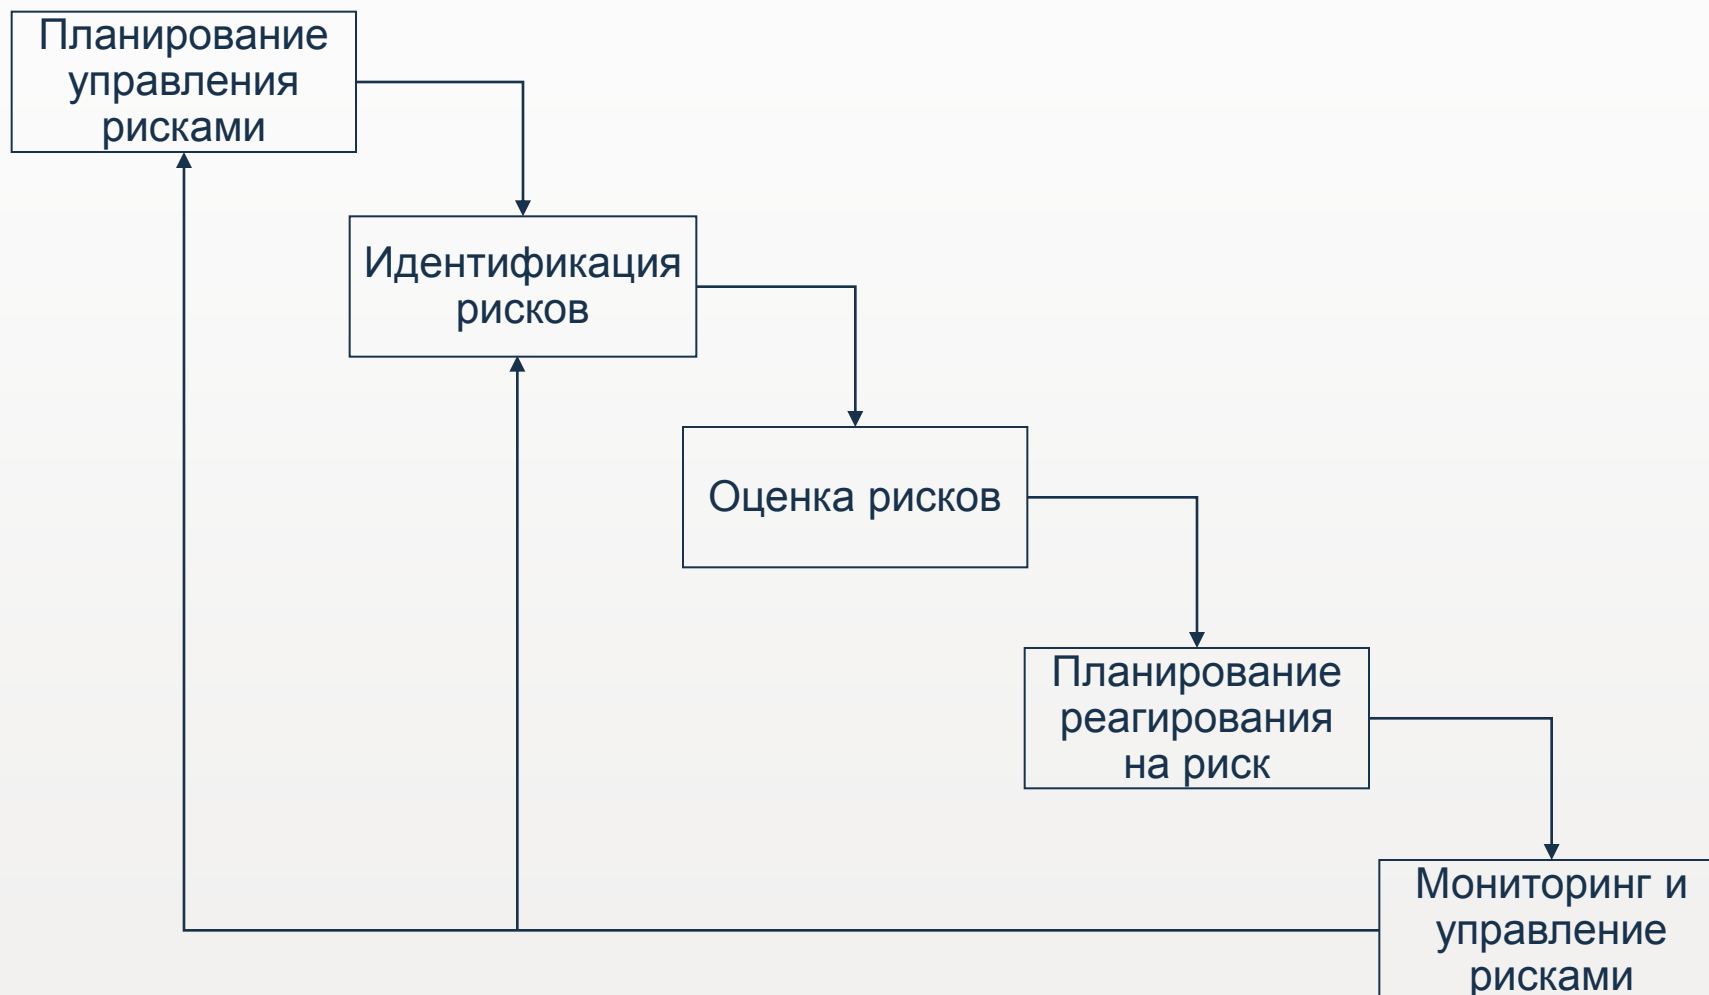 Планирование
управления
рисками
Идентификация
рисков
Оценка рисков
Планирование
реагирования
на риск
Мониторинг и
управление
рисками